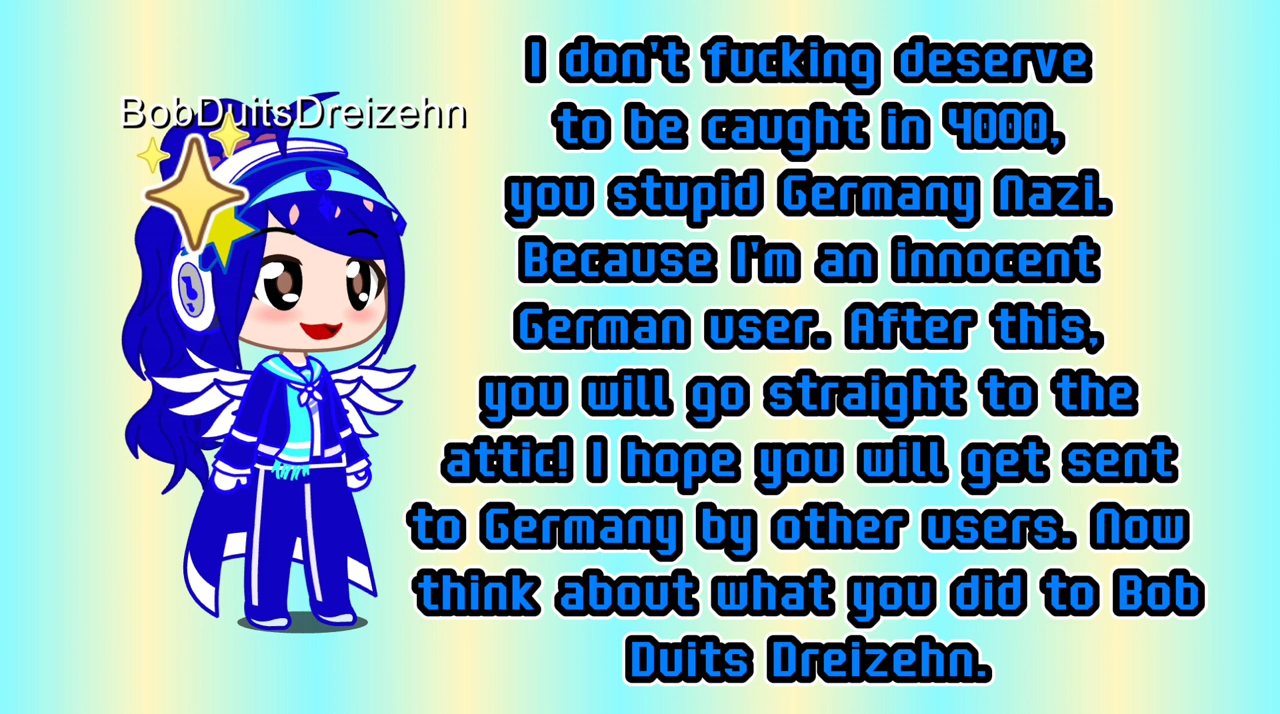 BobDuitsDreizehn
I don't fucking deserve
to be caught in 4000,
you stupid Germany Nazi.
Because I'm an innocent
German user. After this,
you will go straight to the
attic! I hope you will get sent
to Germany by other users. Now
think about what you did to Bob
Duits Dreizehn.